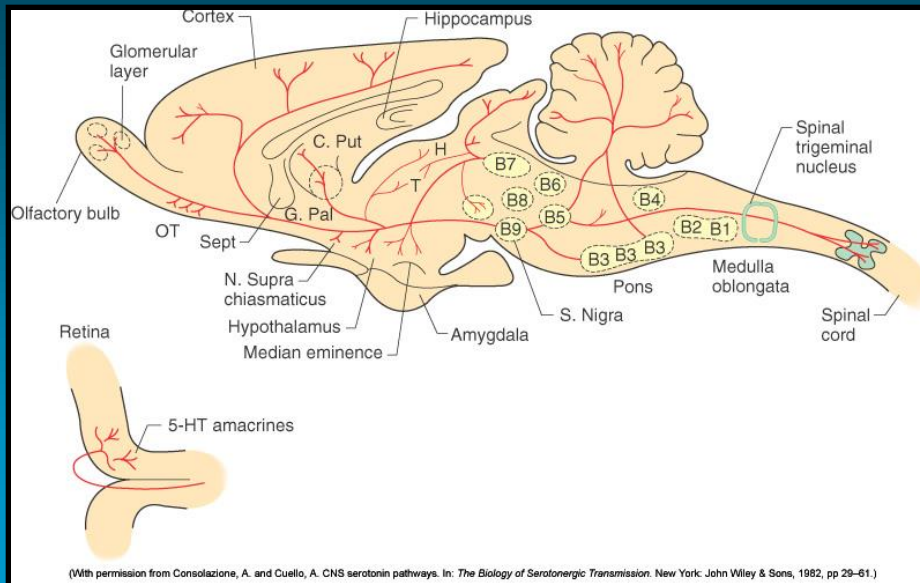 Cortex
Hippocampus
Glomerular
layer
C. Put
H
T
Spinal
trigeminal
nucleus
B7
B6
B8
B4
B5
B9
B2
B1
B3
B3
B3
Olfactory bulb
OT
Sept
G. Pal
N. Supra
chiasmaticus
Hypothalamus
Median eminence
Amygdala
S. Nigra
Pons
Medulla
oblongata
Spinal
cord
Retina
5-HT amacrines
(With permission from Consolazione, A. and Cuello, A. CNS serotonin pathways. In: The Biology of Serotonergic Transmission. New York: John Wiley & Sons, 1982, pp 29–61.)